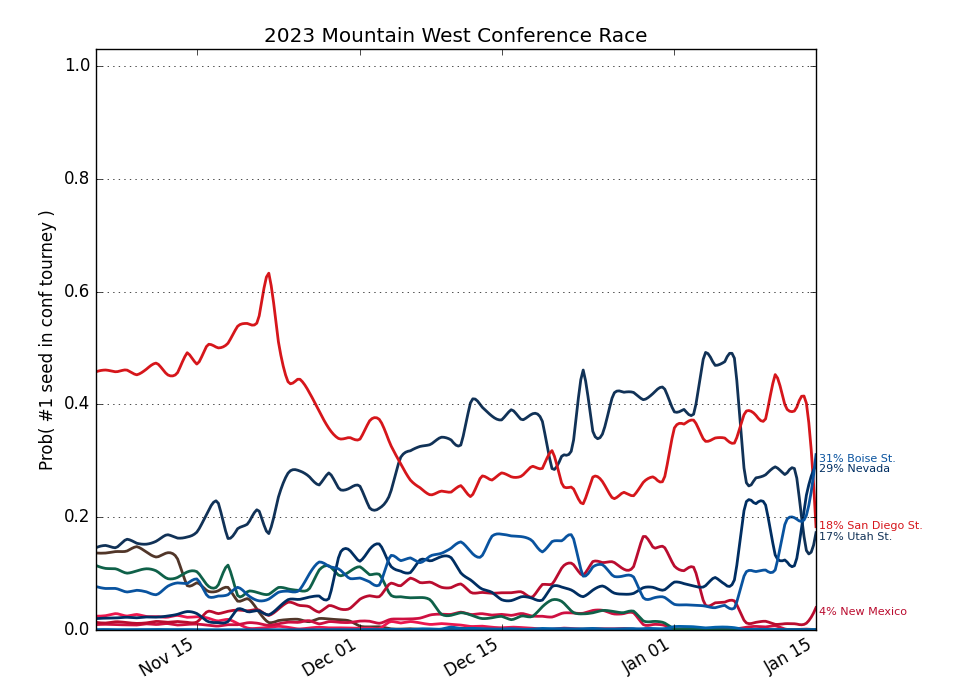 2023 Mountain West Conference Race
Prob( #1 seed in conf tourney )
1.0
0.8
0.6
0.4
0.2
0.0
31% Boise St.
29% Nevada
18% San Diego St.
17% Utah St.
4% New Mexico
Nov 15
Dec 01
Dec 15
Jan 01
Jan 15